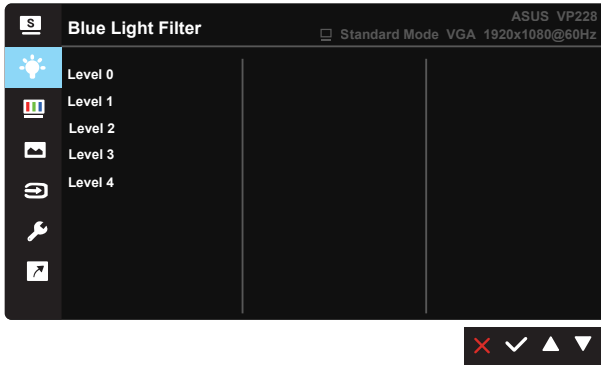 S
Blue Light Filter
ASUS VP228
Standard Mode VGA 1920x1080@60Hz
Level 0
Level 1
Level 2
Level 3
Level 4